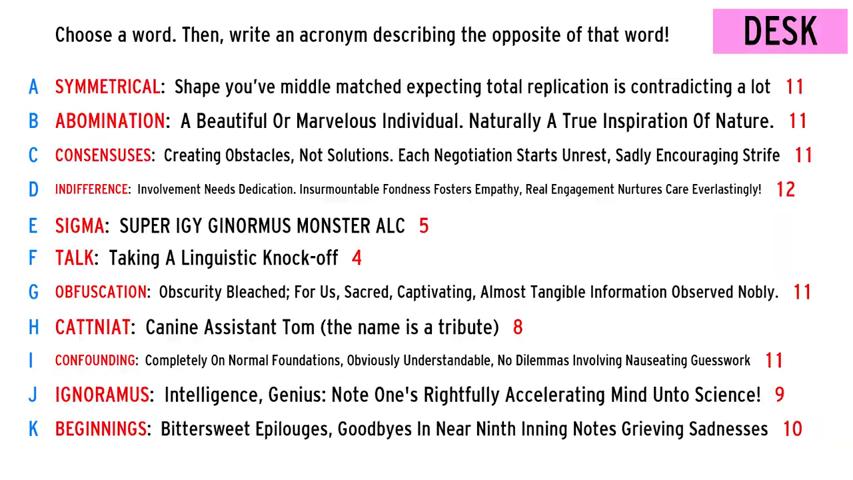 Choose a word. Then, write an acronym describing the opposite of that word!
DESK
A SYMMETRICAL: Shape you've middle matched expecting total replication is contradicting a lot 11
B ABOMINATION: A Beautiful Or Marvelous Individual. Naturally A True Inspiration Of Nature. 11
C CONSENSUSES: Creating Obstacles, Not Solutions. Each Negotiation Starts Unrest, Sadly Encouraging Strife 11
D INDIFFERENCE: Involvement Needs Dedication. Insurmountable Fondness Fosters Empathy, Real Engagement Nurtures Care Everlastingly! 12
E SIGMA: SUPER IGY GINORMUS MONSTER ALC 5
F TALK: Taking A Linguistic Knock-off 4
G OBFUSCATION: Obscurity Bleached; For Us, Sacred, Captivating, Almost Tangible Information Observed Nobly. 11
H CATTNIAT: Canine Assistant Tom (the name is a tribute) 8
I CONFOUNDING: Completely On Normal Foundations, Obviously Understandable, No Dilemmas Involving Nauseating Guesswork 11
J IGNORAMUS: Intelligence, Genius: Note One's Rightfully Accelerating Mind Unto Science! 9
K BEGINNINGS: Bittersweet Epilouges, Goodbyes In Near Ninth Inning Notes Grieving Sadnesses 10